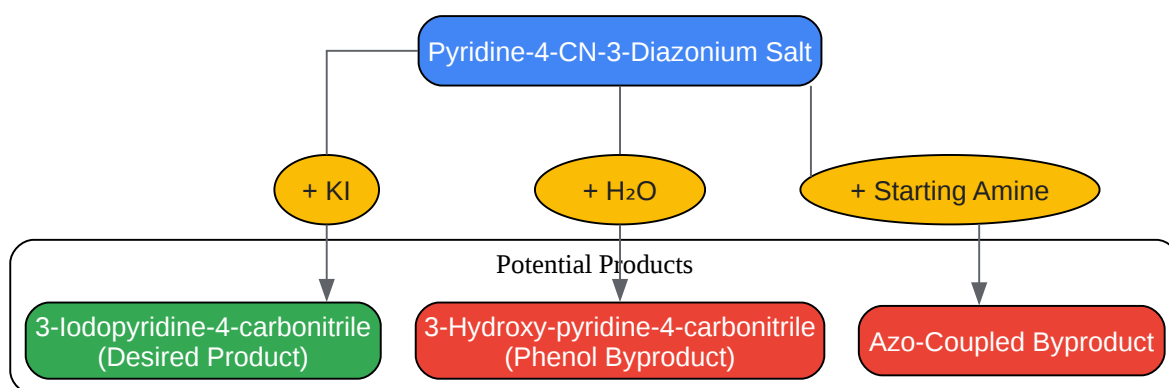 Pyridine-4-CN-3-Diazonium Salt
+ KI
+ H₂O
+ Starting Amine
Potential Products
3-Iodopyridine-4-carbonitrile
(Desired Product)
3-Hydroxy-pyridine-4-carbonitrile
(Phenol Byproduct)
Azo-Coupled Byproduct